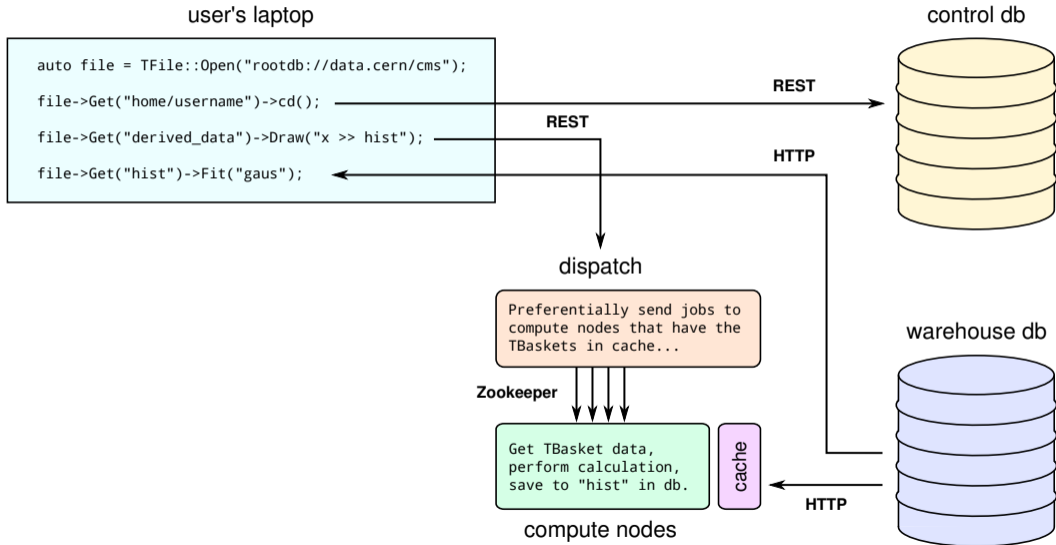 user's laptop
control db
auto file = TFile::Open("rootdb://data.cern/cms");
file->Get("home/username")->cd();
REST
file->Get("derived_data")->Draw("x >> hist");
REST
file->Get("hist")->Fit("gaus");
HTTP
dispatch
Preferentially send jobs to
compute nodes that have the
TBaskets in cache...
warehouse db
Zookeeper
Get TBasket data,
perform calculation,
save to "hist" in db.
cache
HTTP
compute nodes